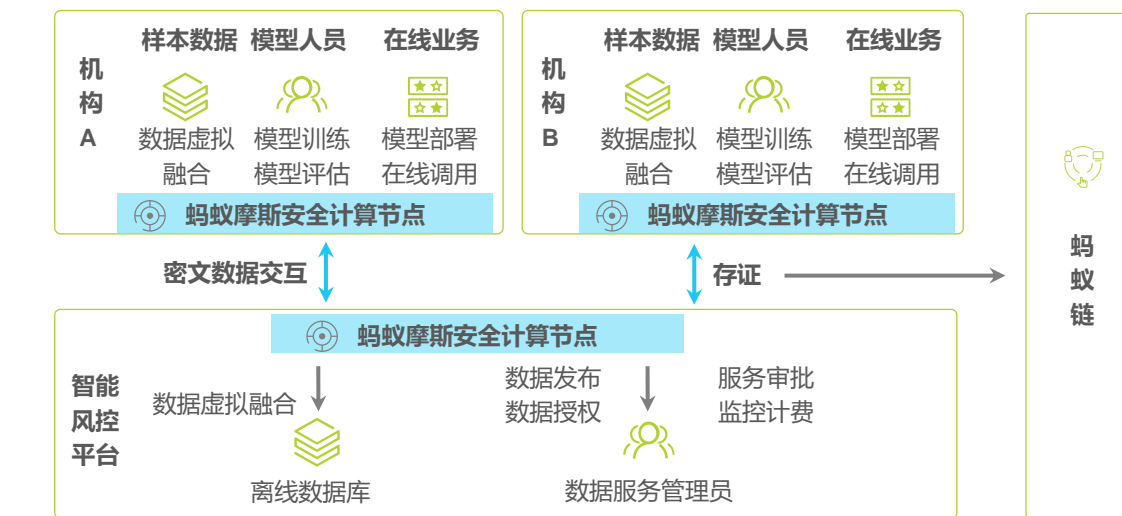 机构A
样本数据 模型人员 在线业务
数据虚拟融合
模型训练
模型评估
模型部署
在线调用
蚂蚁摩斯安全计算节点
机构B
样本数据 模型人员 在线业务
数据虚拟融合
模型训练
模型评估
模型部署
在线调用
蚂蚁摩斯安全计算节点
密文数据交互
存证
蚂蚁链
智能风控平台
蚂蚁摩斯安全计算节点
数据虚拟融合
离线数据库
数据发布
数据授权
服务审批
监控计费
数据服务管理员